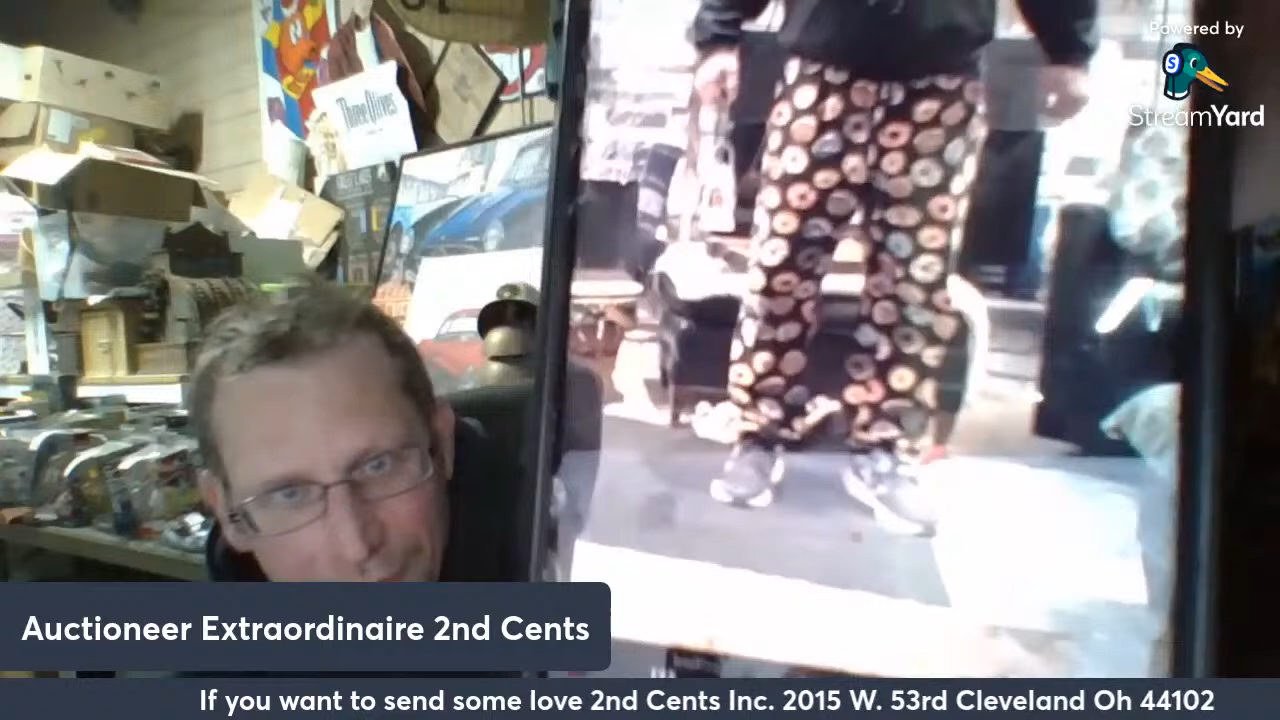 Powered by
StreamYard
Three Olives
Auctioneer Extraordinaire 2nd Cents
If you want to send some love 2nd Cents Inc. 2015 W. 53rd Cleveland Oh 44102